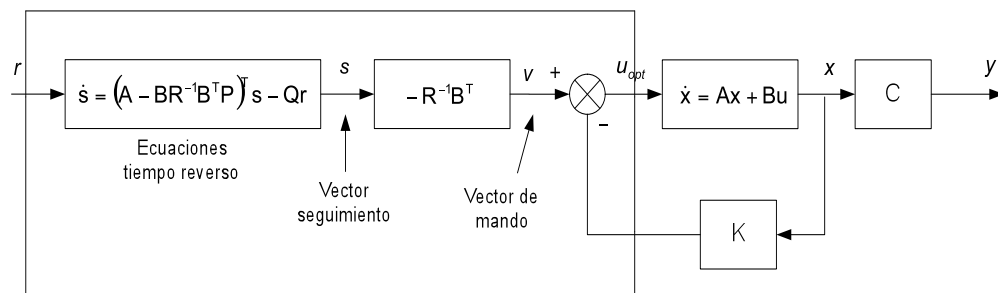 r
ṡ = (A − BR⁻¹BᵀP)ᵀ s − Qr
s
− R⁻¹Bᵀ
v
+
−
u_opt
ẋ = Ax + Bu
x
C
y
Ecuaciones
tiempo reverso
Vector
seguimiento
Vector de
mando
K